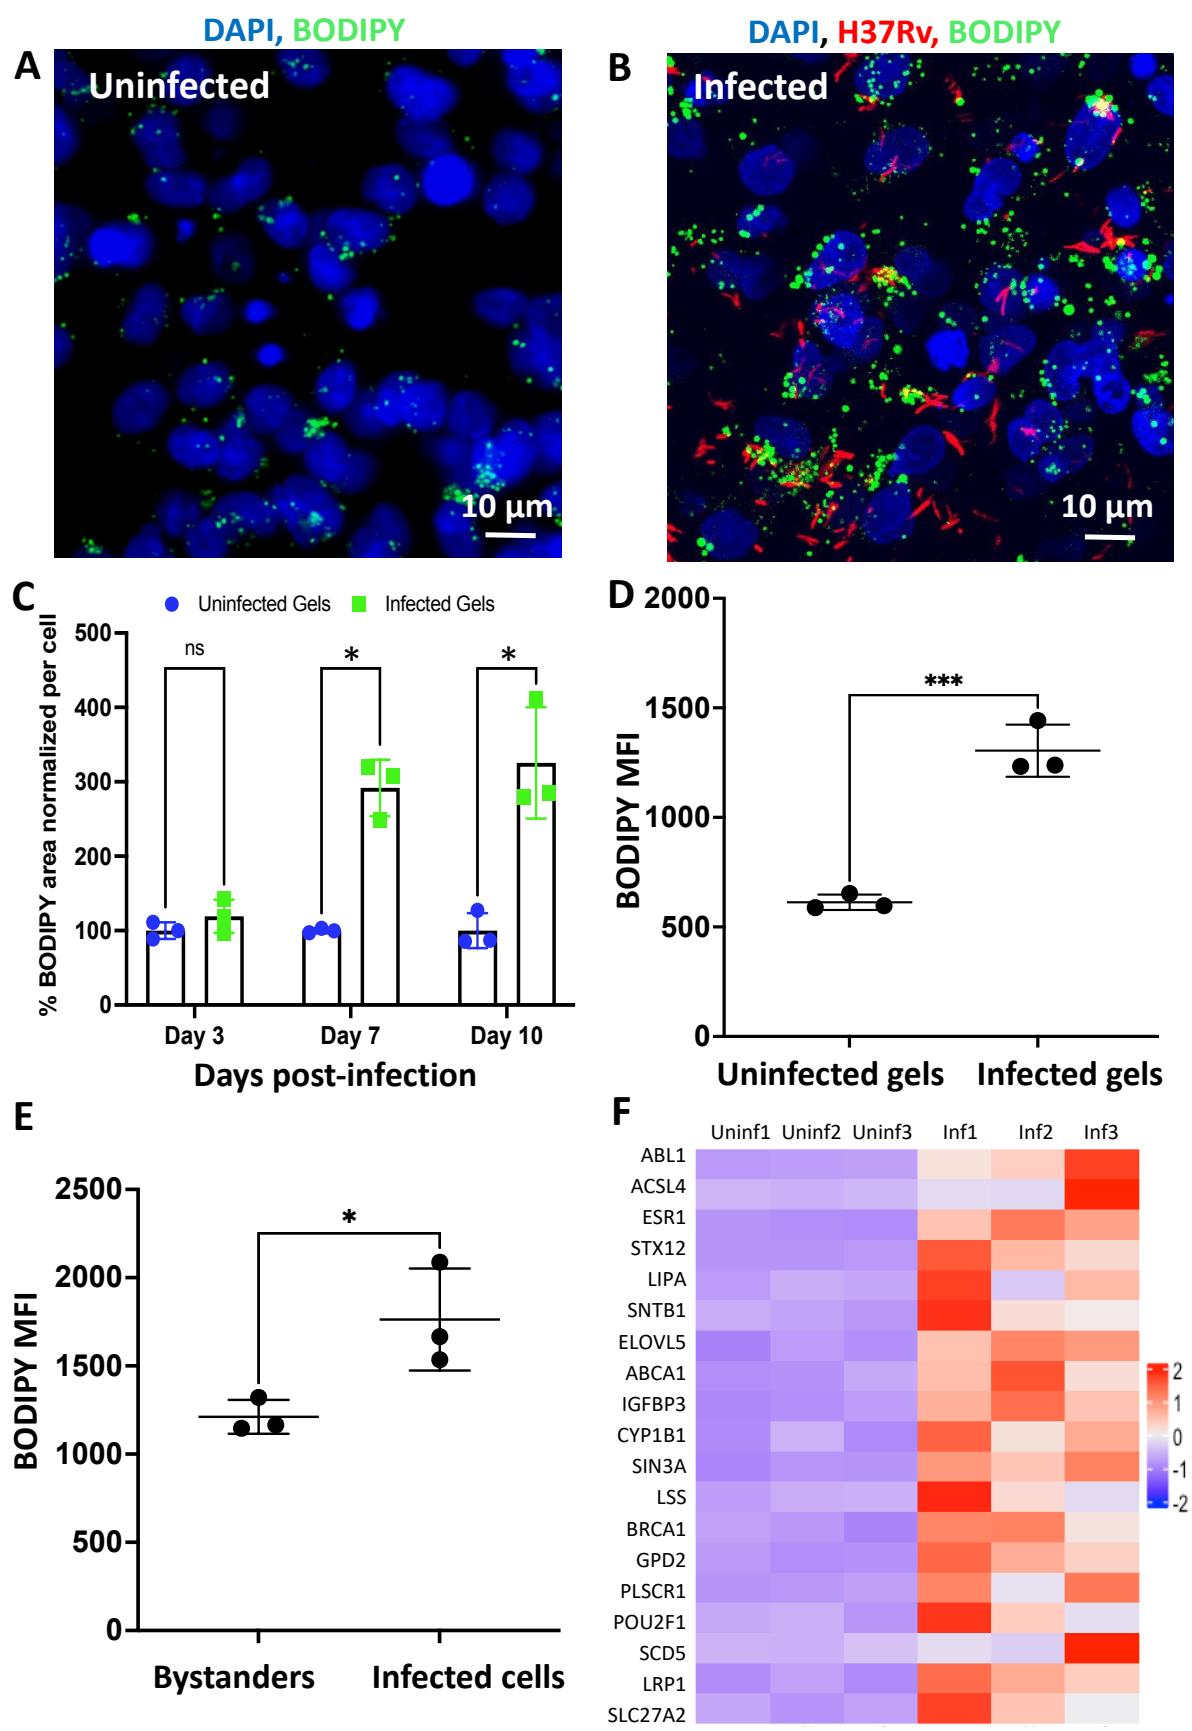 DAPI, BODIPY
DAPI, H37Rv, BODIPY
A
Uninfected
10 µm
B
Infected
10 µm
C
Uninfected Gels
Infected Gels
% BODIPY area normalized per cell
500
400
300
200
100
0
ns
*
*
Day 3
Day 7
Day 10
Days post-infection
D
BODIPY MFI
2000
1500
1000
500
0
***
Uninfected gels
Infected gels
E
BODIPY MFI
2500
2000
1500
1000
500
0
*
Bystanders
Infected cells
F
Uninf1 Uninf2 Uninf3 Inf1 Inf2 Inf3
ABL1
ACSL4
ESR1
STX12
LIPA
SNTB1
ELOVL5
ABCA1
IGFBP3
CYP1B1
SIN3A
LSS
BRCA1
GPD2
PLSCR1
POU2F1
SCD5
LRP1
SLC27A2
2
1
0
-1
-2